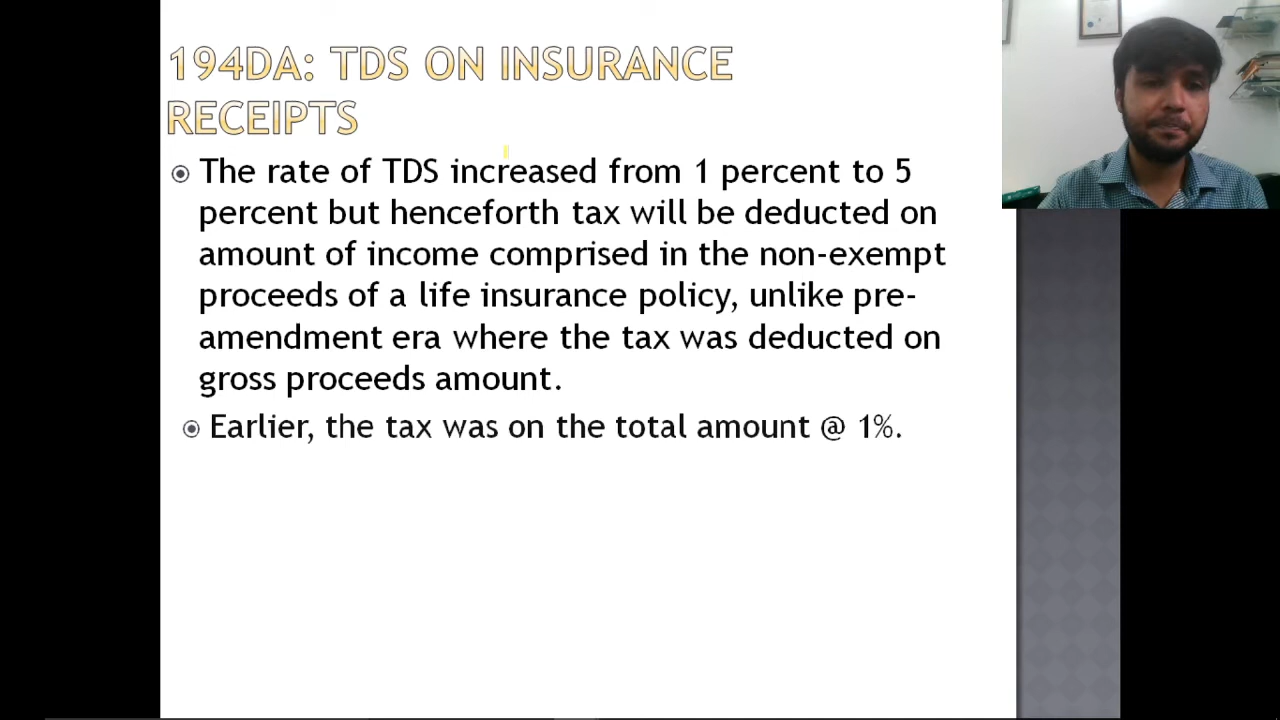 194DA: TDS ON INSURANCE
RECEIPTS
The rate of TDS increased from 1 percent to 5
percent but henceforth tax will be deducted on
amount of income comprised in the non-exempt
proceeds of a life insurance policy, unlike pre-
amendment era where the tax was deducted on
gross proceeds amount.
Earlier, the tax was on the total amount @ 1%.